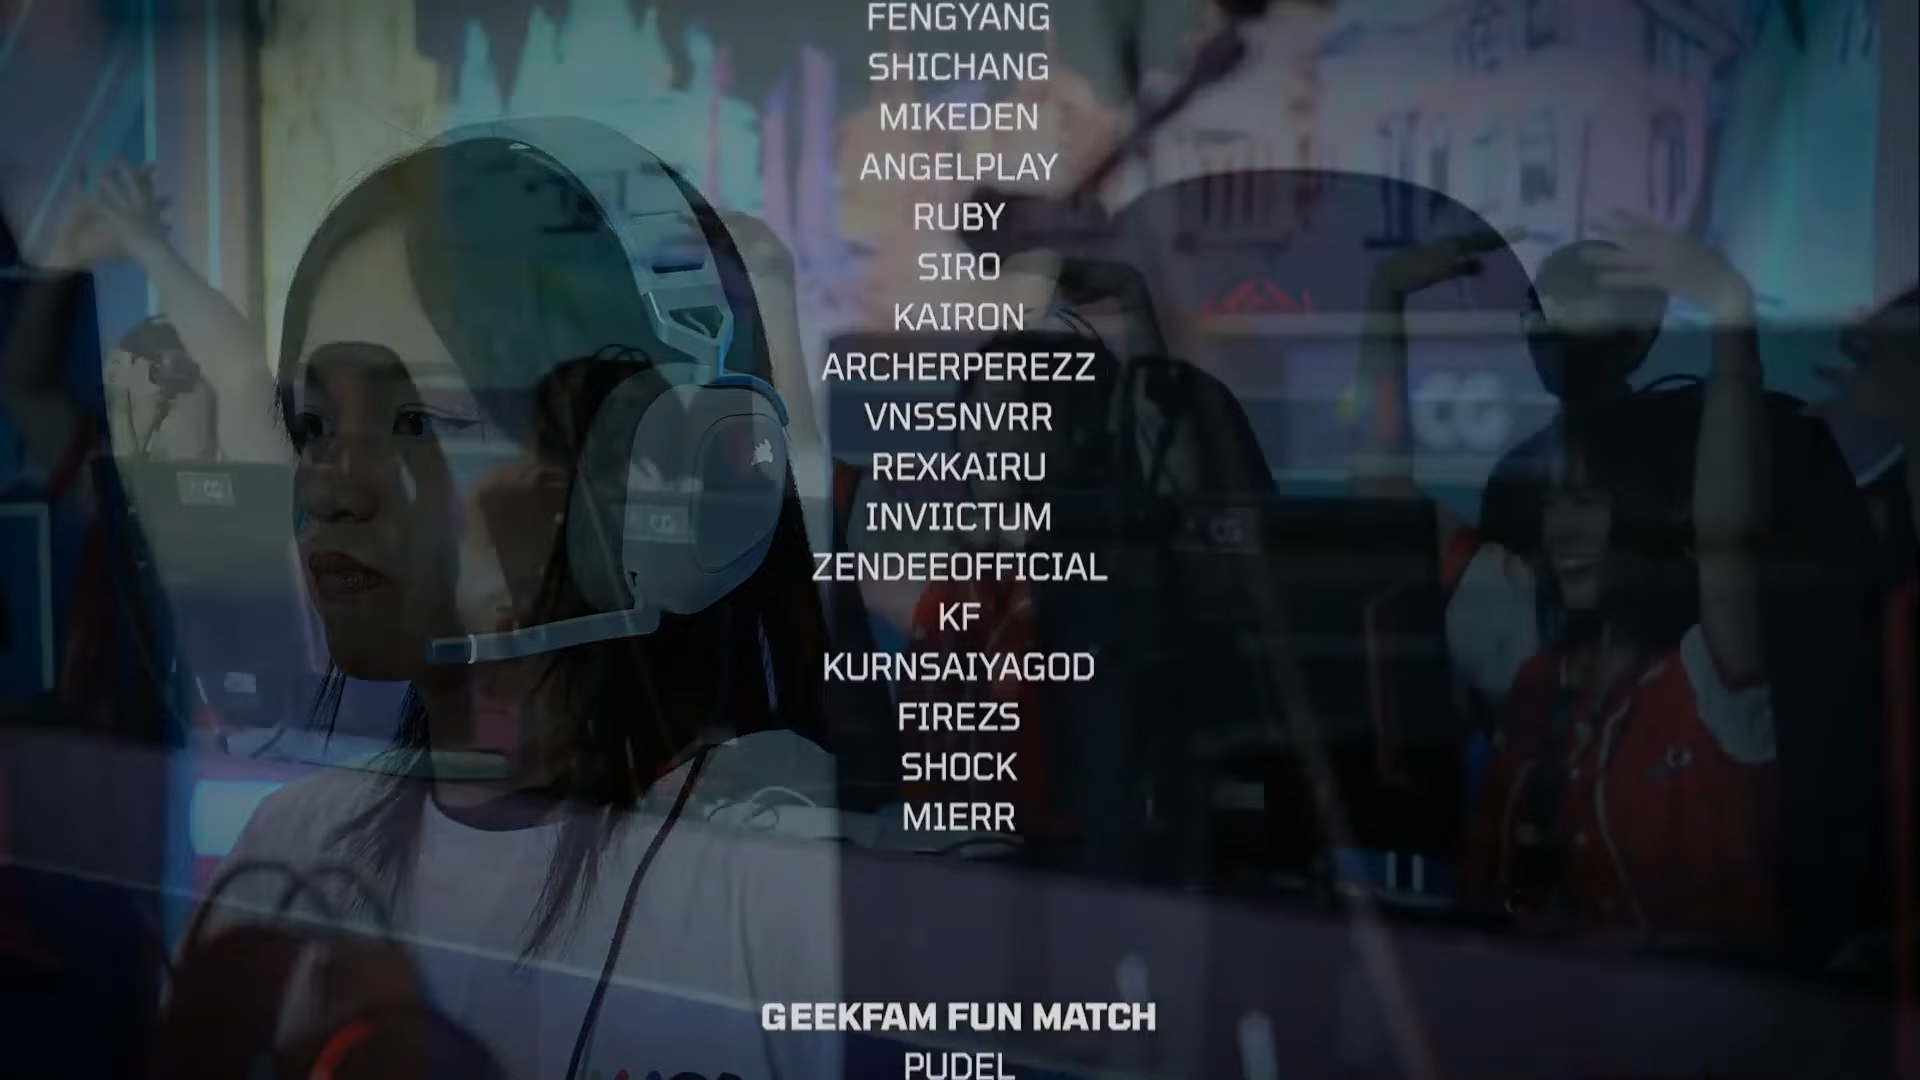 FENGYANG
SHICHANG
MIKEDEN
ANGELPLAY
RUBY
SIRO
KAIRON
ARCHERPEREZZ
VNSSNVRR
REXKAIRU
INVIICTUM
ZENDEEOFFICIAL
KF
KURNSAIYAGOD
FIREZS
SHOCK
M1ERR
GEEKFAM FUN MATCH
PUDEL